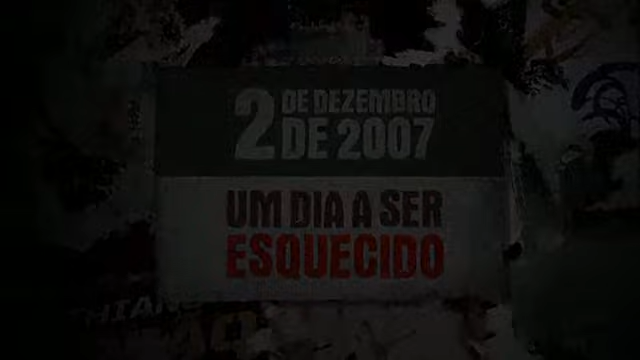 2 DE DEZEMBRO
DE 2007
UM DIA A SER
ESQUECIDO